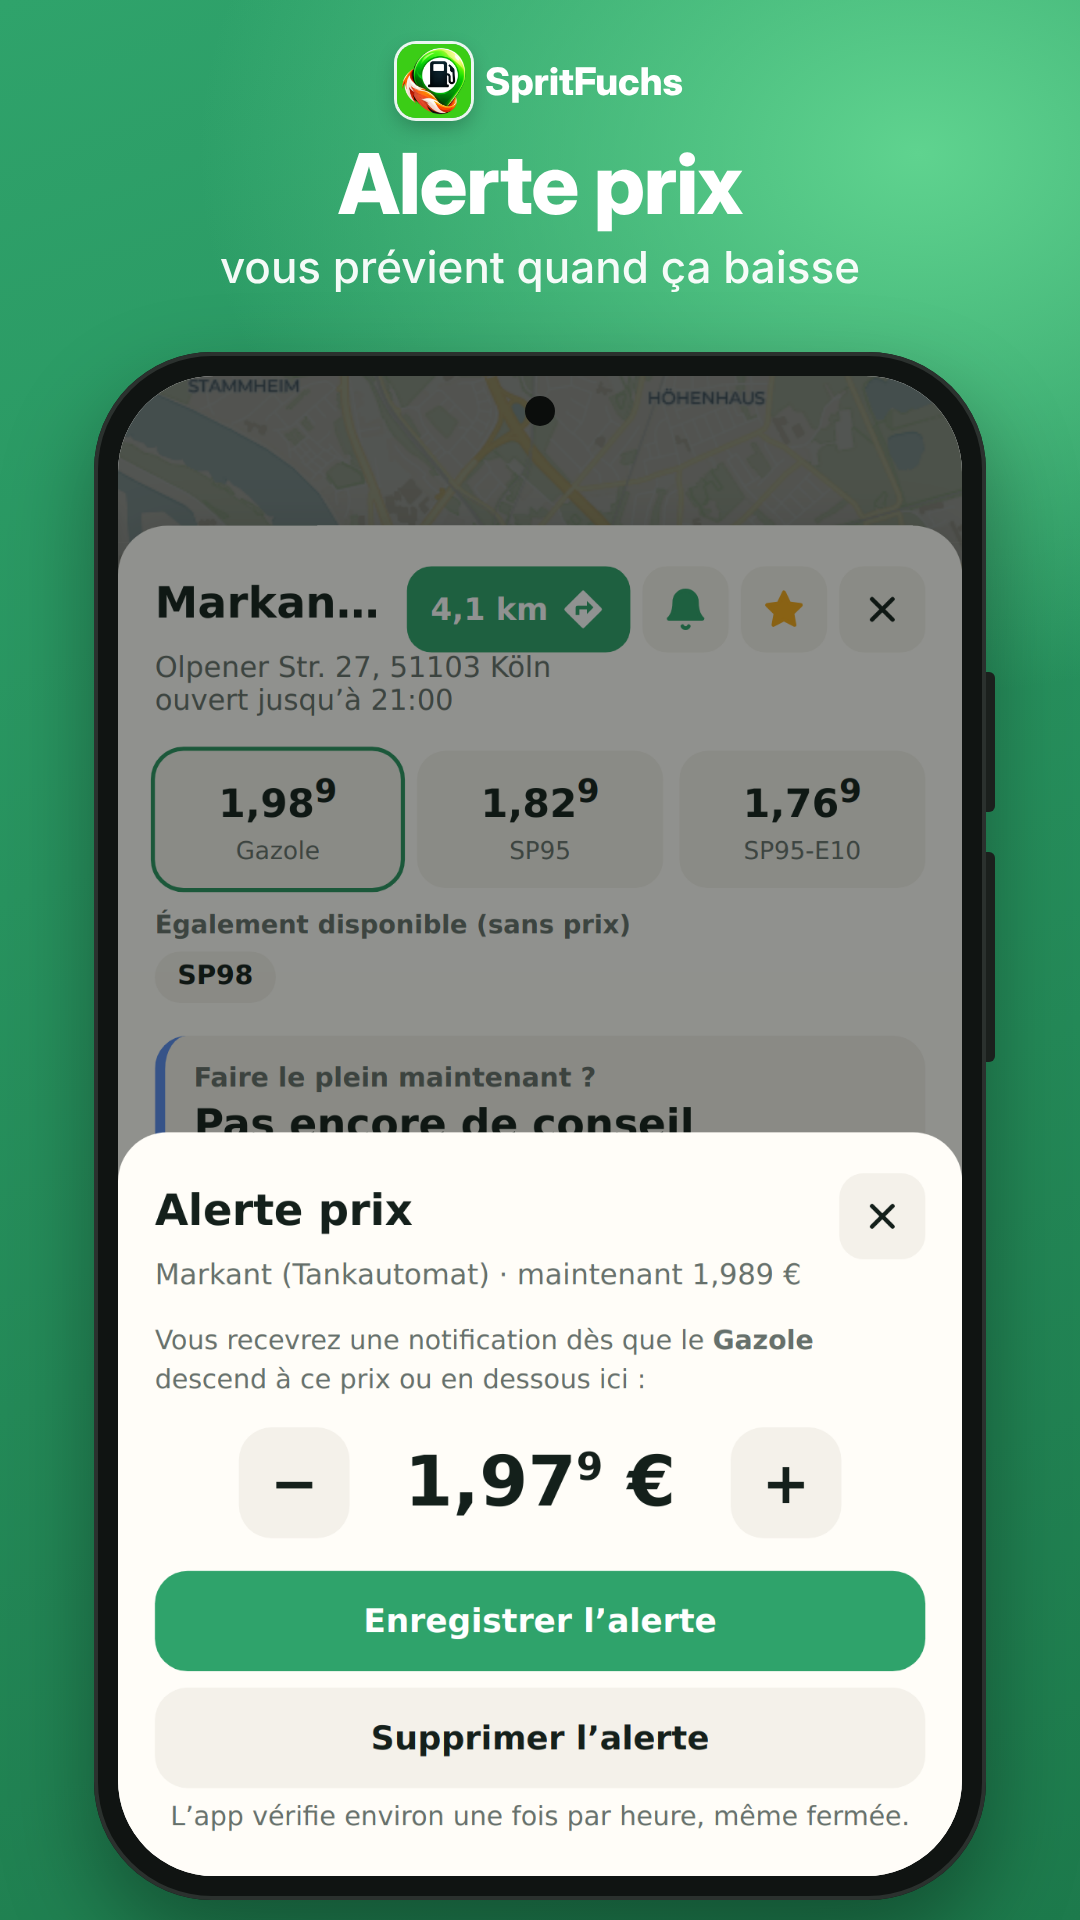 SpritFuchs
Alerte prix
vous prévient quand ça baisse
STAMMHEIM
HÖHENHAUS
Markan…
4,1 km
Olpener Str. 27, 51103 Köln
ouvert jusqu’à 21:00
1,98⁹
Gazole
1,82⁹
SP95
1,76⁹
SP95-E10
Également disponible (sans prix)
SP98
Faire le plein maintenant ?
Pas encore de conseil
Alerte prix
Markant (Tankautomat) · maintenant 1,989 €
Vous recevrez une notification dès que le Gazole
descend à ce prix ou en dessous ici :
− 1,97⁹ € +
Enregistrer l’alerte
Supprimer l’alerte
L’app vérifie environ une fois par heure, même fermée.